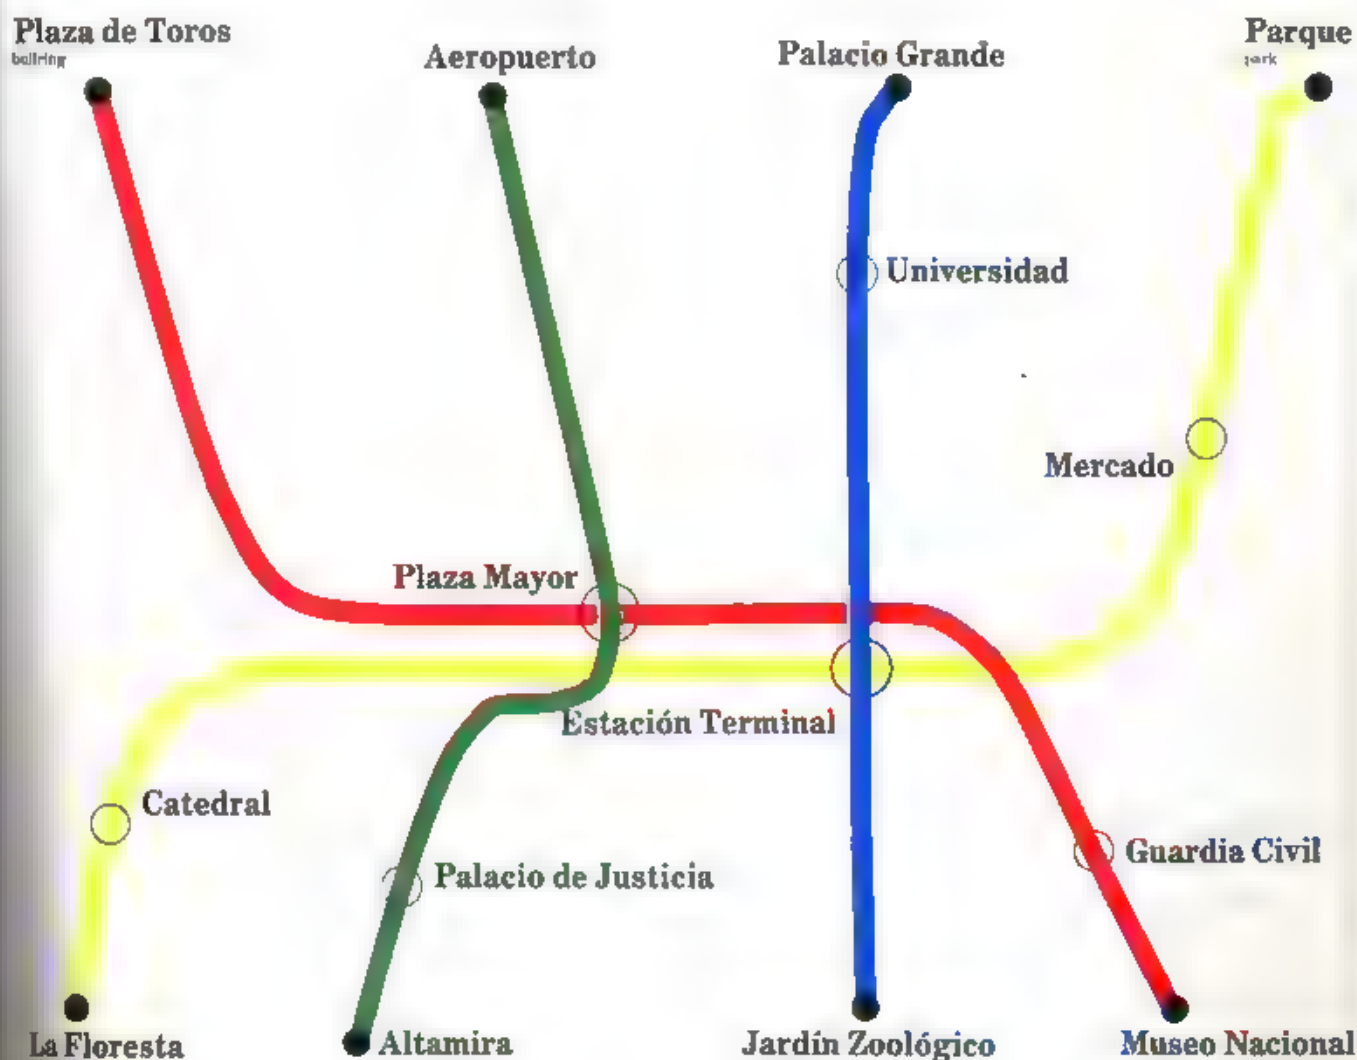 Plaza de Toros
bullring
Aeropuerto
Palacio Grande
Parque
park
Universidad
Mercado
Plaza Mayor
Estación Terminal
Catedral
Palacio de Justicia
Guardia Civil
La Floresta
Altamira
Jardín Zoológico
Museo Nacional